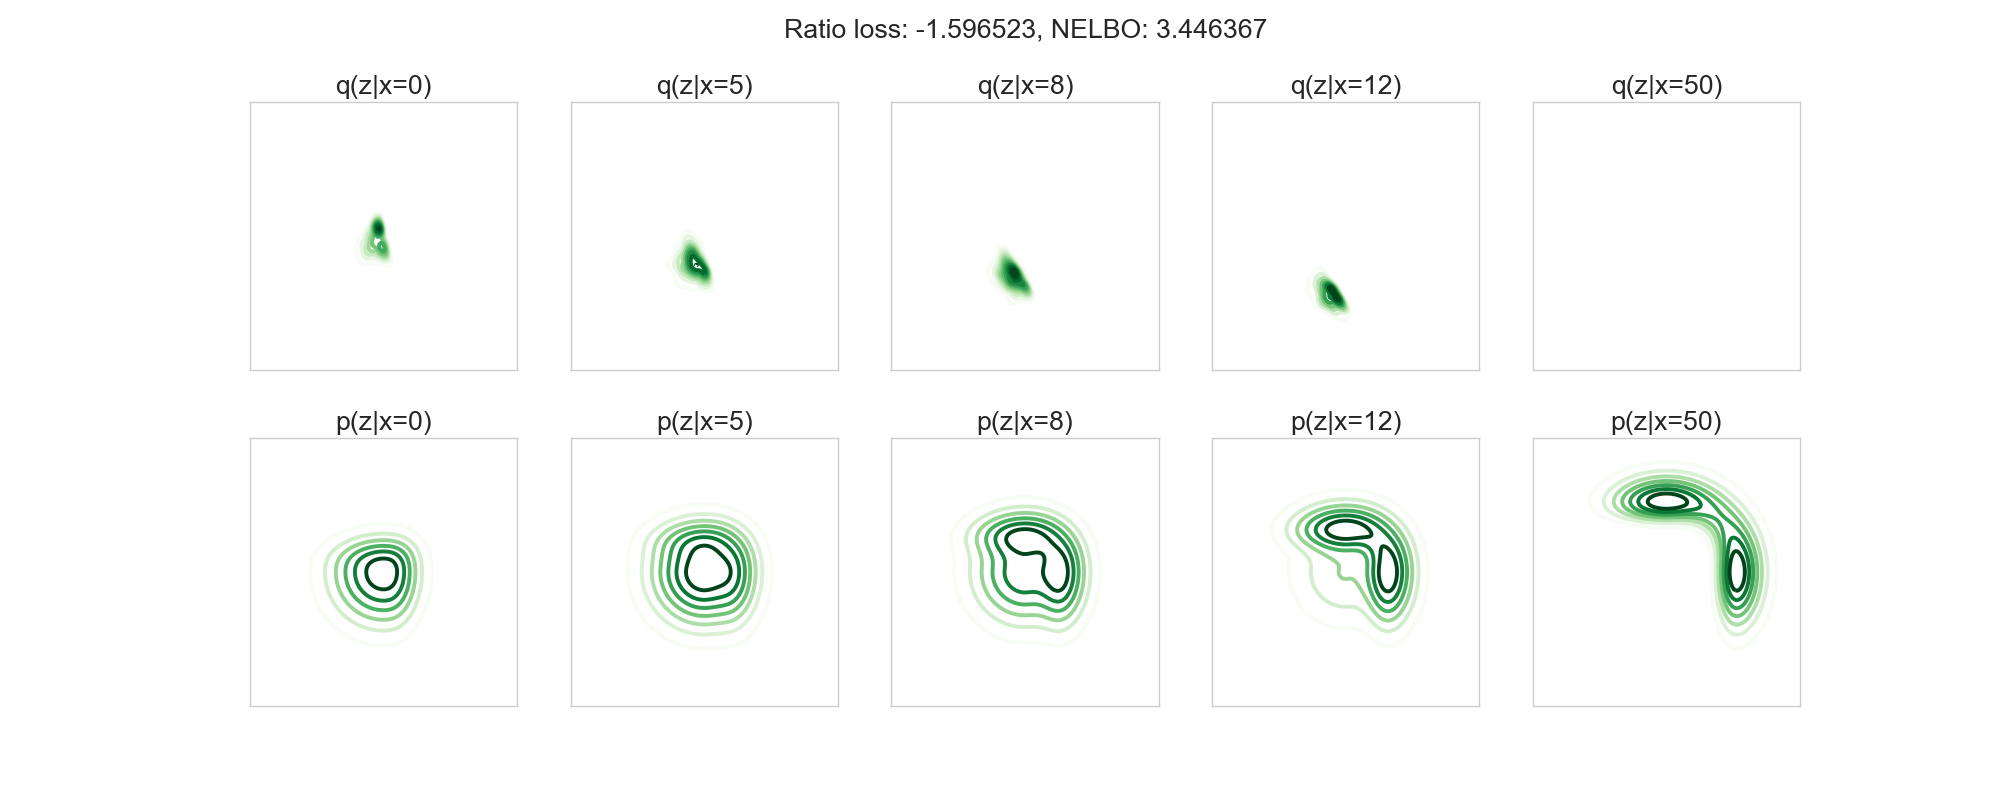 Ratio loss: -1.596523, NELBO: 3.446367
q(z|x=0) q(z|x=5) q(z|x=8) q(z|x=12) q(z|x=50)
p(z|x=0) p(z|x=5) p(z|x=8) p(z|x=12) p(z|x=50)